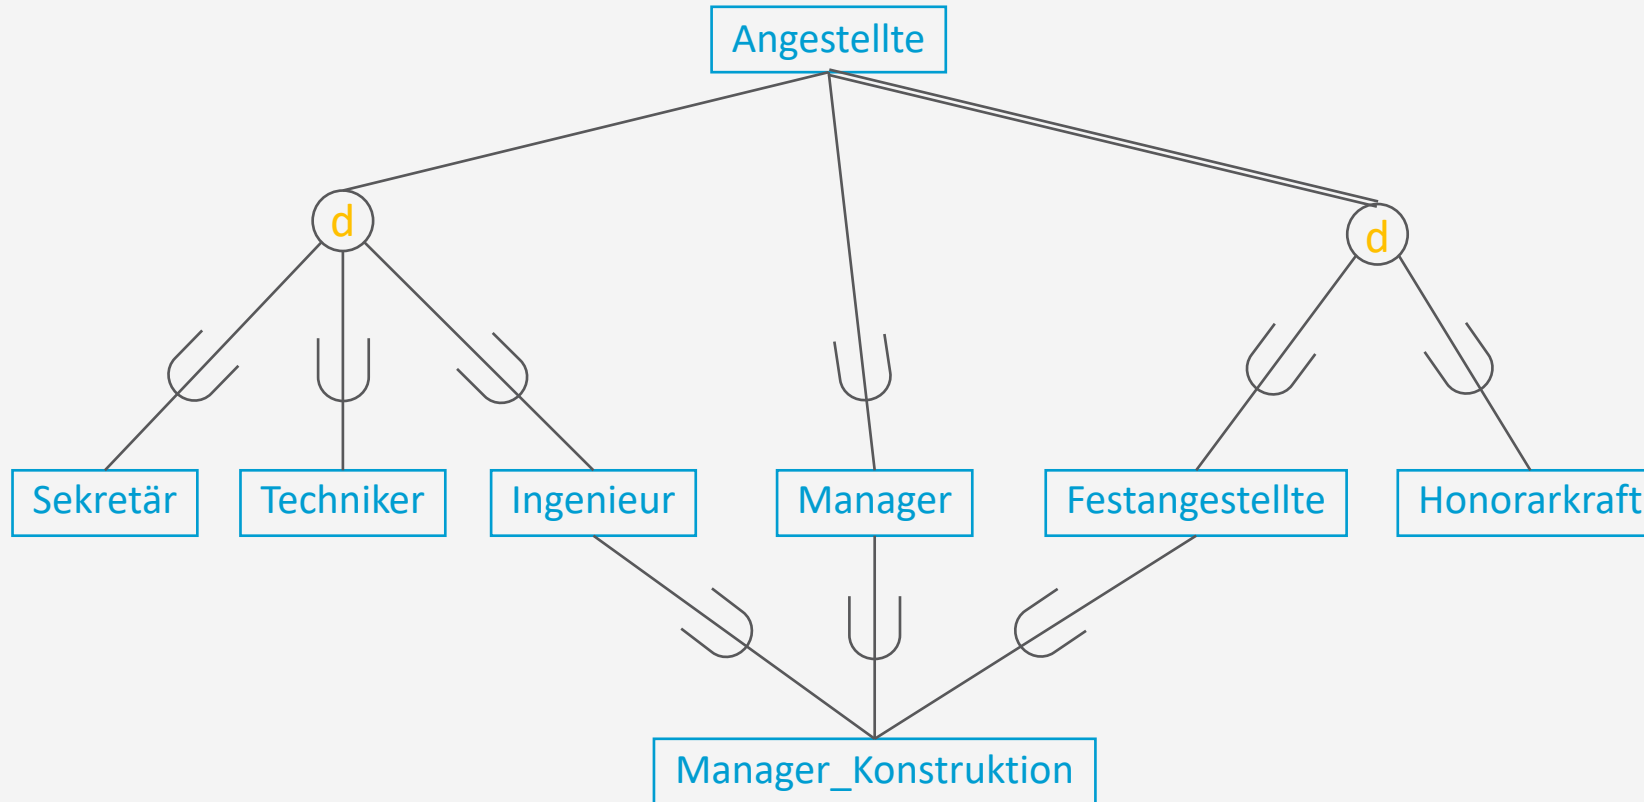 Angestellte
d
d
Sekretär
Techniker
Ingenieur
Manager
Festangestellte
Honorarkraft
Manager_Konstruktion